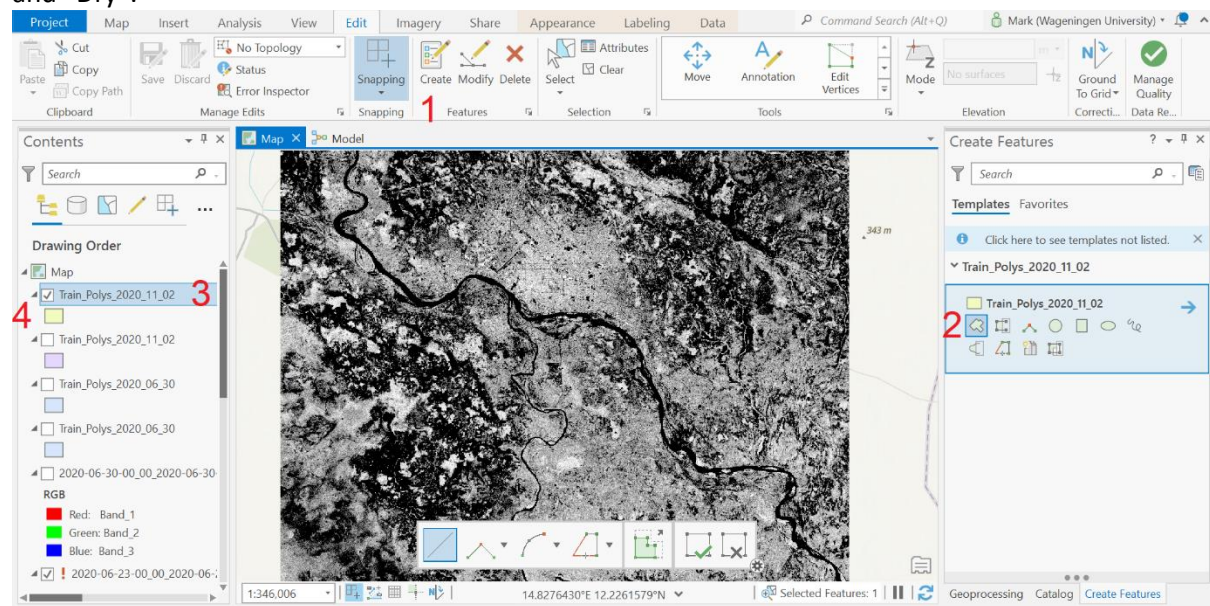 and "Dry".
Project Map Insert Analysis View Edit Imagery Share Appearance Labeling Data Command Search (Alt+Q) Mark (Wageningen University)
Cut
Copy
Copy Path
Paste
Clipboard
Save Discard
No Topology
Status
Error Inspector
Manage Edits
Snapping
Snapping
Create Modify Delete
1
Features
Select
Attributes
Clear
Selection
Move Annotation Edit Vertices
Tools
Mode
No surfaces
m
Elevation
Ground To Grid
Correcti...
Manage Quality
Data Re...
Contents
Search
Drawing Order
Map
Train_Polys_2020_11_02 3
4
Train_Polys_2020_11_02
Train_Polys_2020_06_30
Train_Polys_2020_06_30
2020-06-30-00_00_2020-06-30-
RGB
Red: Band_1
Green: Band_2
Blue: Band_3
2020-06-23-00_00_2020-06-
Map Model
343 m
1:346,006
14.8276430°E 12.2261579°N
Selected Features: 1
Create Features
Search
Templates Favorites
Click here to see templates not listed.
Train_Polys_2020_11_02
Train_Polys_2020_11_02
2
Geoprocessing Catalog Create Features